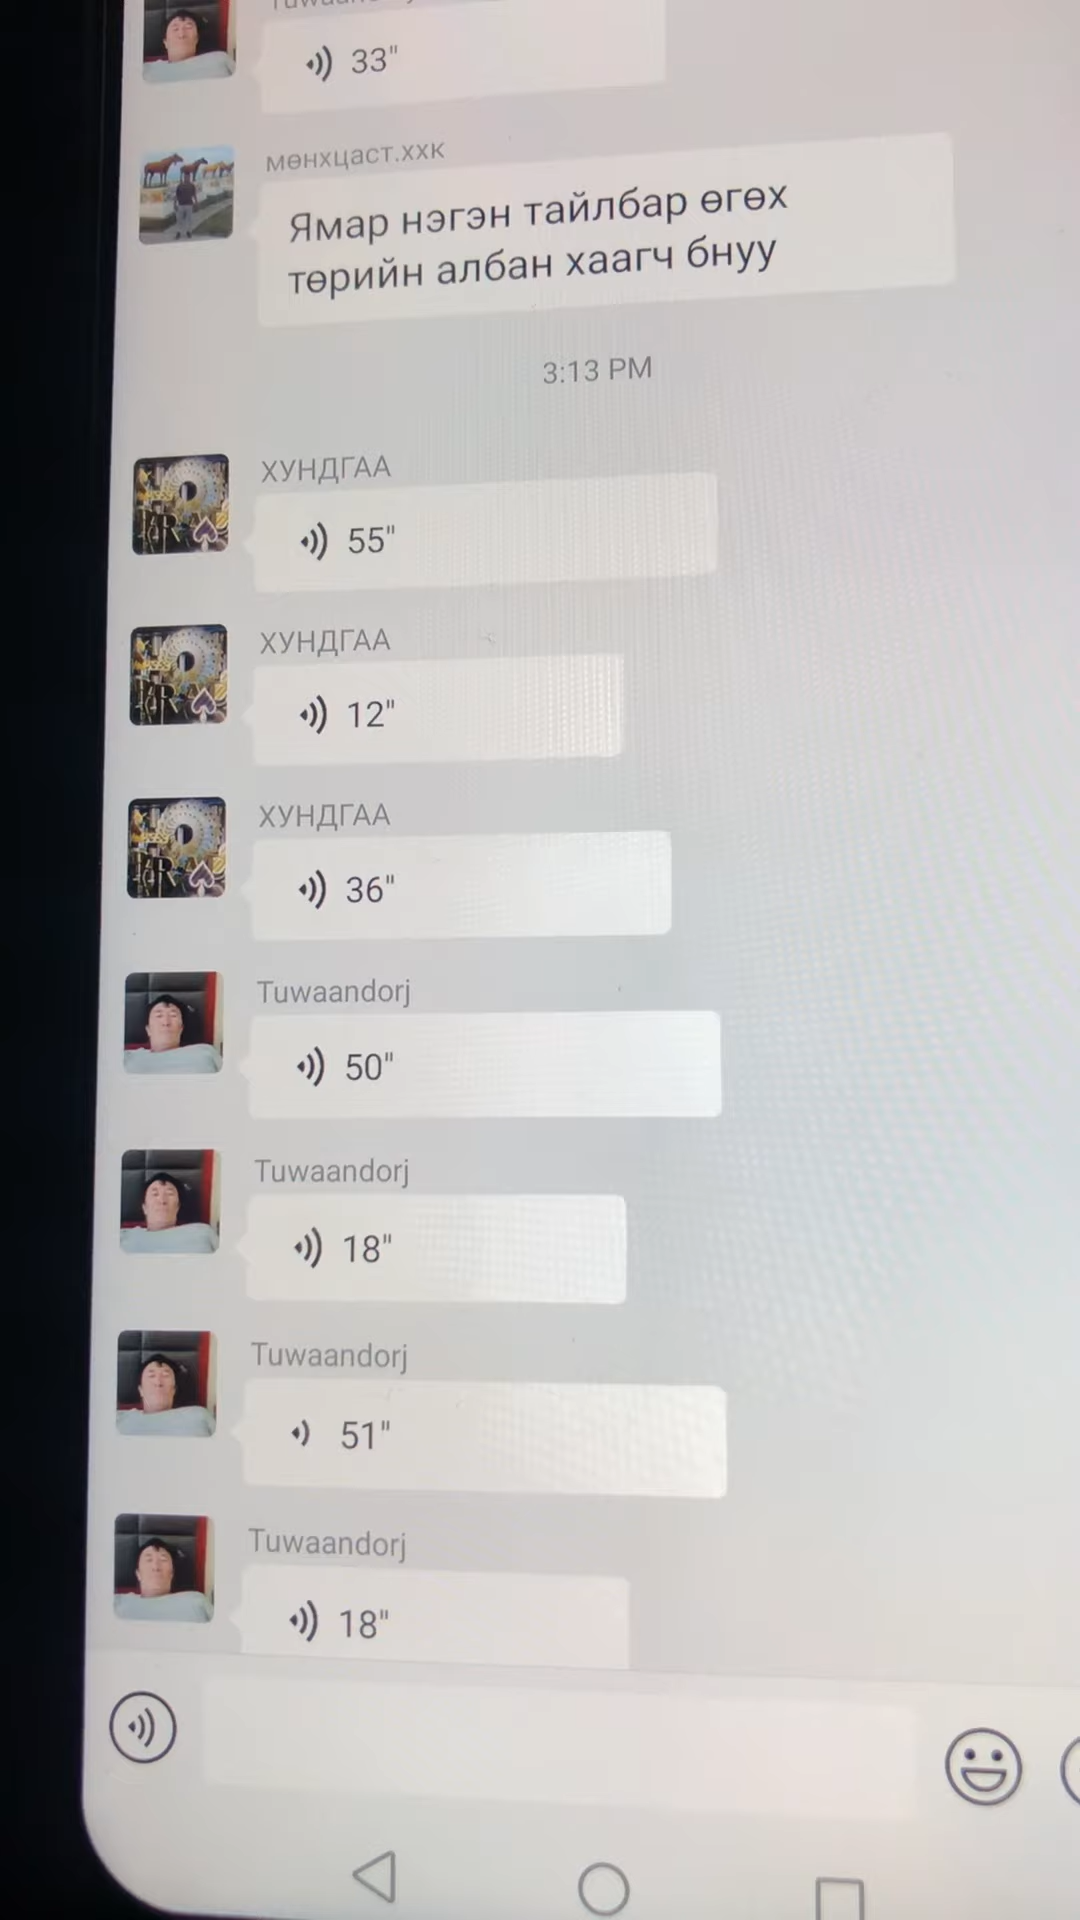 Tuwaandorj
33"
мөнхцаст.ххк
Ямар нэгэн тайлбар өгөх
төрийн албан хаагч бнуу
3:13 PM
ХУНДГАА
55"
ХУНДГАА
12"
ХУНДГАА
36"
Tuwaandorj
50"
Tuwaandorj
18"
Tuwaandorj
51"
Tuwaandorj
18"